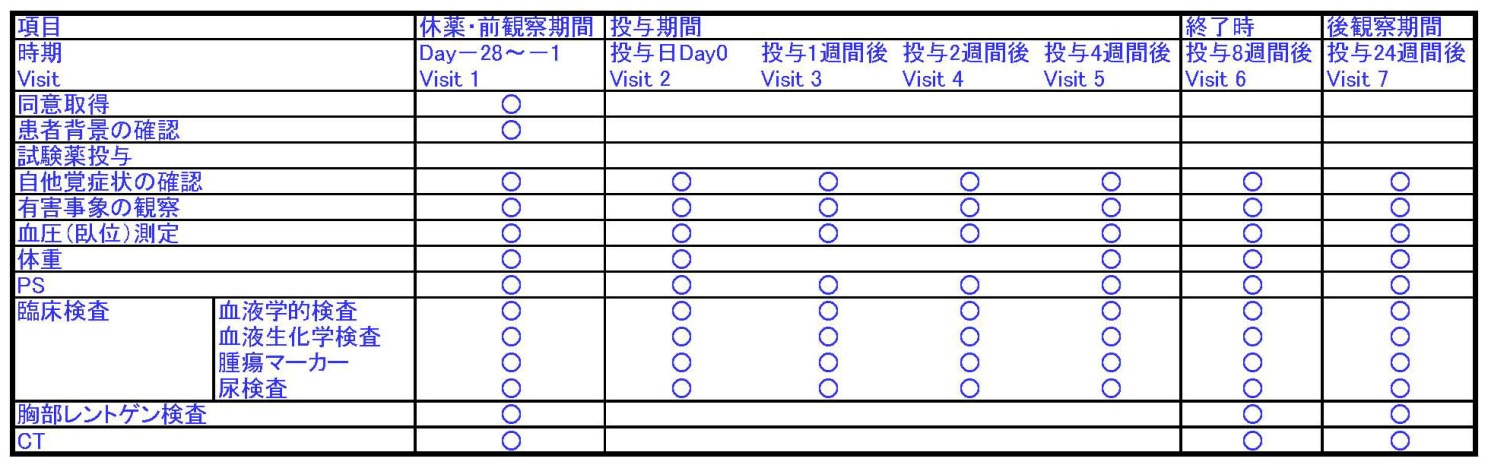 項目 休薬・前観察期間 投与期間 終了時 後観察期間
時期 Day－28～－1 投与日Day0 投与1週間後 投与2週間後 投与4週間後 投与8週間後 投与24週間後
Visit Visit 1 Visit 2 Visit 3 Visit 4 Visit 5 Visit 6 Visit 7
同意取得 ○
患者背景の確認 ○
試験薬投与
自他覚症状の確認 ○ ○ ○ ○ ○ ○ ○
有害事象の観察 ○ ○ ○ ○ ○ ○ ○
血圧(臥位)測定 ○ ○ ○ ○ ○ ○ ○
体重 ○ ○ ○ ○ ○
PS ○ ○ ○ ○ ○ ○ ○
臨床検査 血液学的検査 ○ ○ ○ ○ ○ ○ ○
血液生化学検査 ○ ○ ○ ○ ○ ○ ○
腫瘍マーカー ○ ○ ○ ○ ○ ○ ○
尿検査 ○ ○ ○ ○ ○ ○ ○
胸部レントゲン検査 ○ ○ ○
CT ○ ○ ○